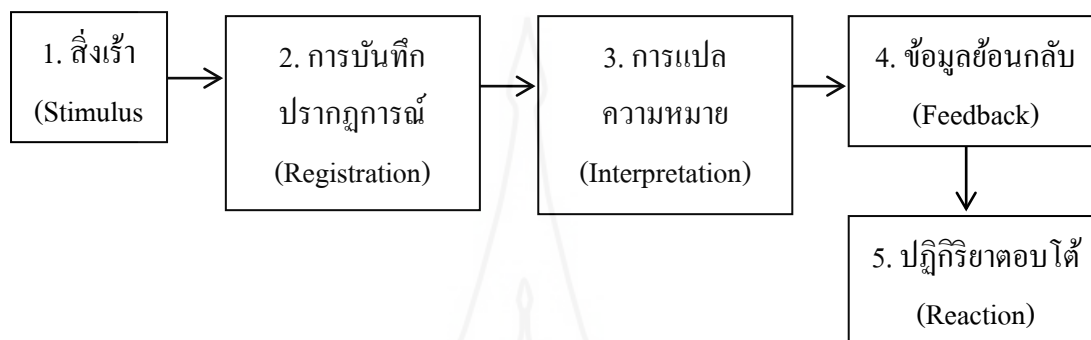 1. สิ่งเร้า
(Stimulus
2. การบันทึก
ปรากฏการณ์
(Registration)
3. การแปล
ความหมาย
(Interpretation)
4. ข้อมูลย้อนกลับ
(Feedback)
5. ปฏิกิริยาตอบโต้
(Reaction)